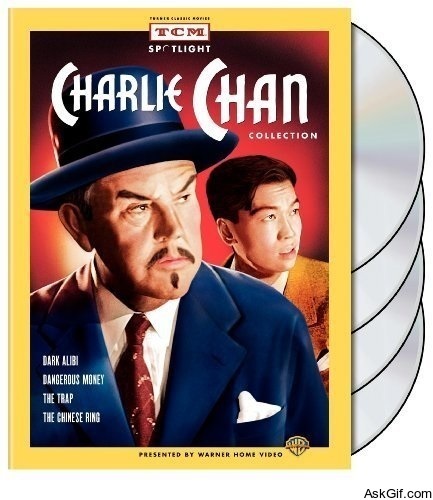 TURNER CLASSIC MOVIES
TCM
SPOTLIGHT
CHARLIE CHAN
COLLECTION
DARK ALIBI
DANGEROUS MONEY
THE TRAP
THE CHINESE RING
PRESENTED BY WARNER HOME VIDEO
AskGif.com